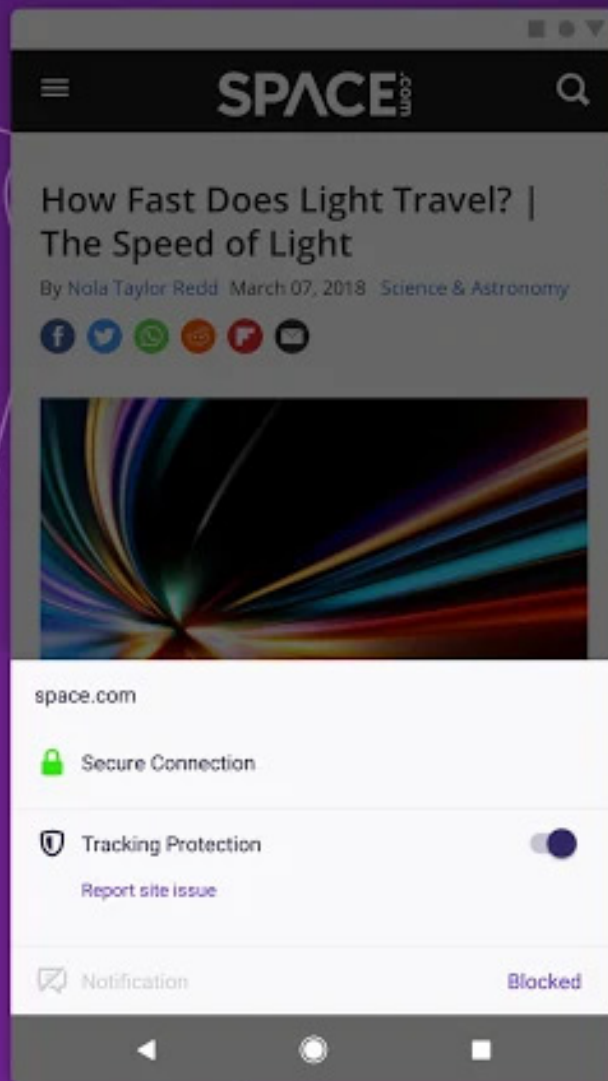 SPACE.com
How Fast Does Light Travel? |
The Speed of Light
By Nola Taylor Redd March 07, 2018 Science & Astronomy
space.com
Secure Connection
Tracking Protection
Report site issue
Notification Blocked